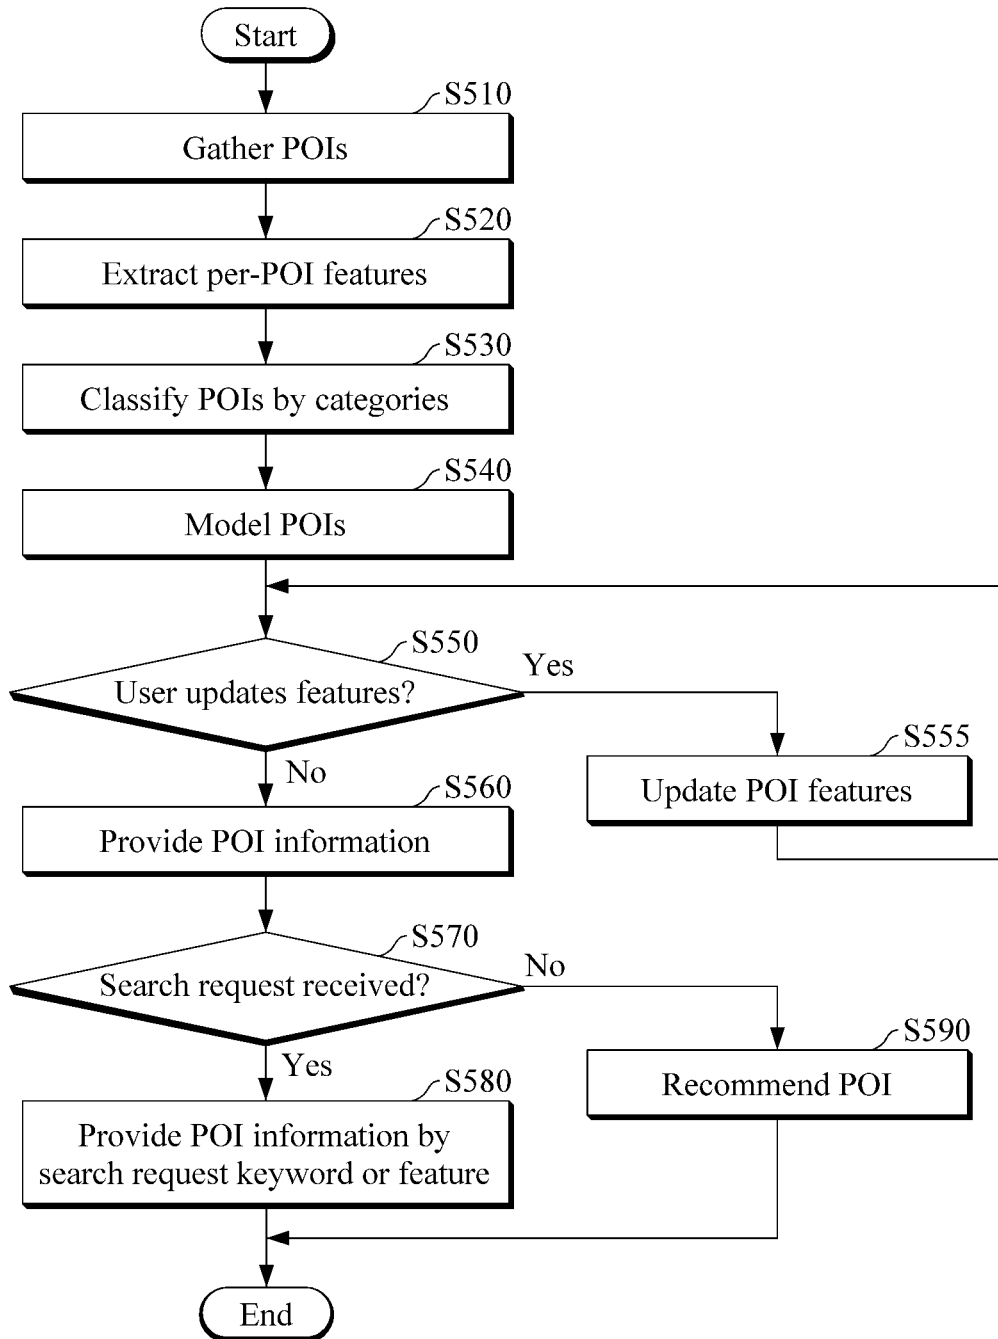 Start
S510
Gather POIs
S520
Extract per-POI features
S530
Classify POIs by categories
S540
Model POIs
S550
User updates features?
Yes
No
S555
Update POI features
S560
Provide POI information
S570
Search request received?
No
Yes
S590
Recommend POI
S580
Provide POI information by
search request keyword or feature
End